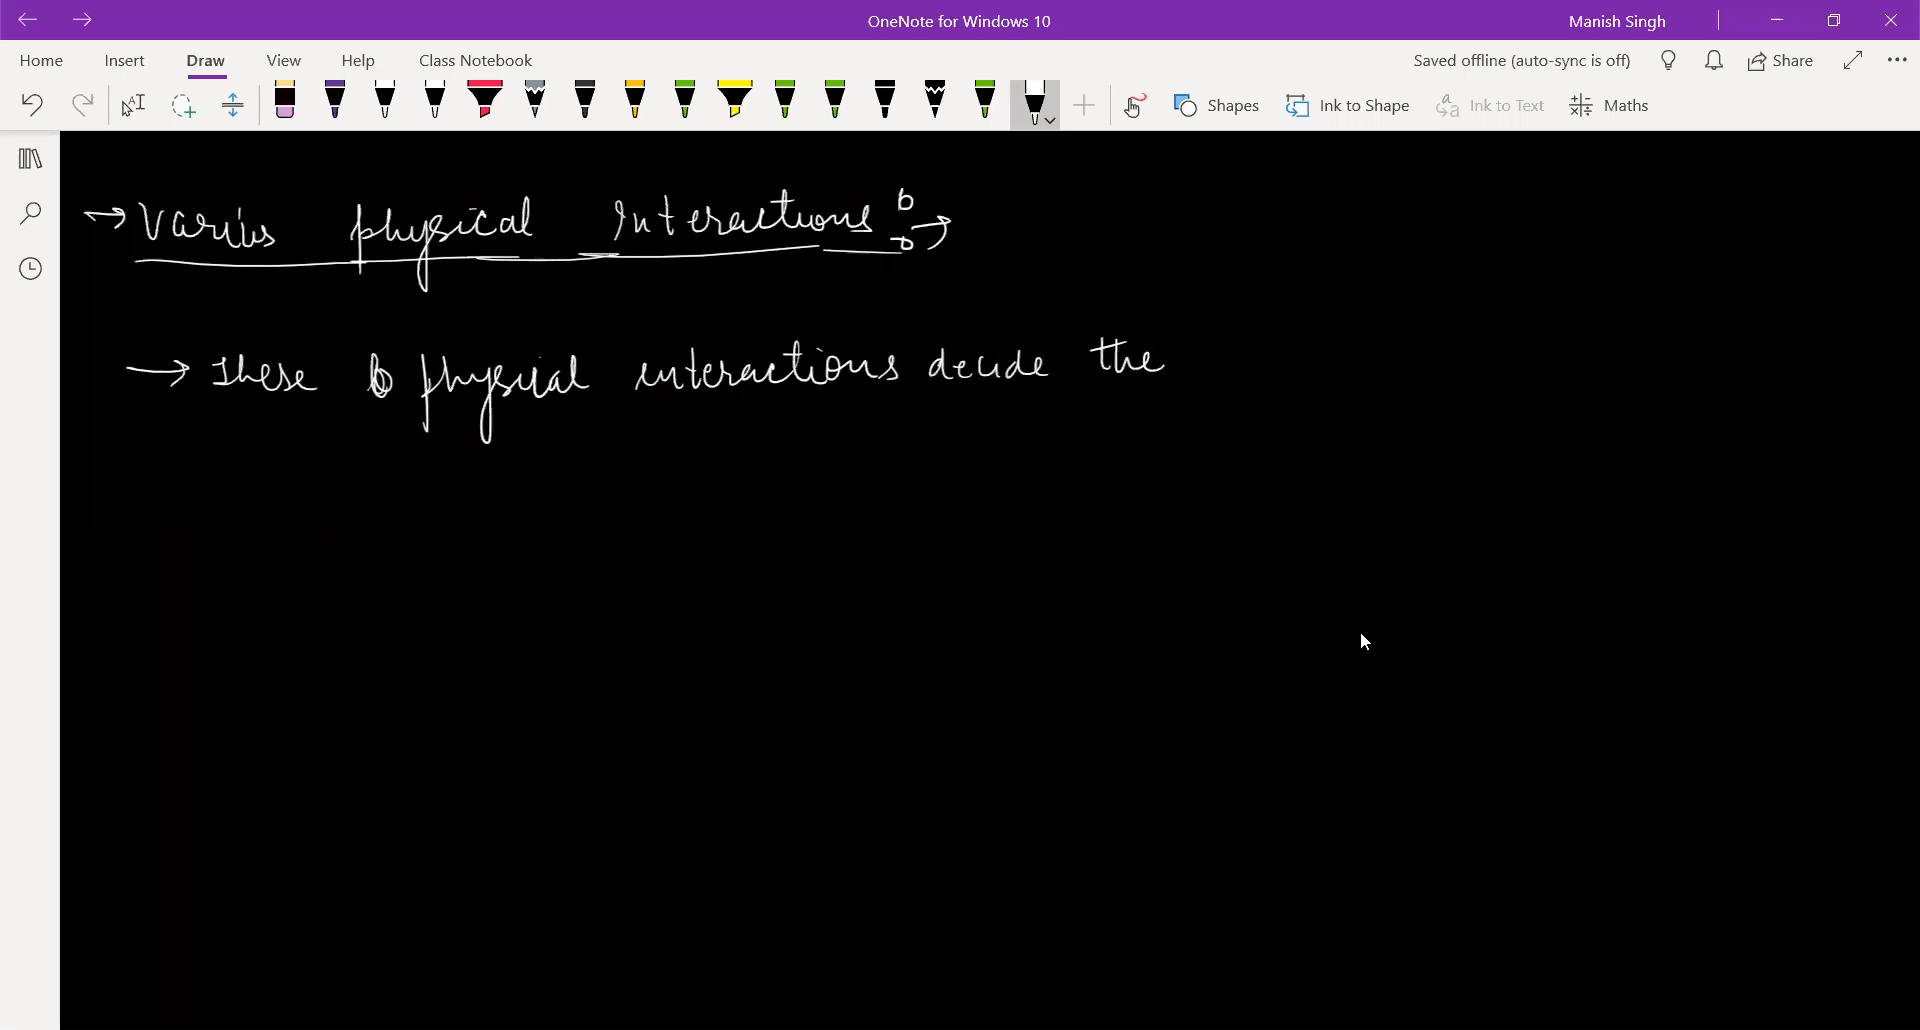 OneNote for Windows 10
Manish Singh
Home Insert Draw View Help Class Notebook
Saved offline (auto-sync is off) Share
Shapes Ink to Shape Ink to Text Maths
→ Various physical Interactions
→ These physical interactions decide the